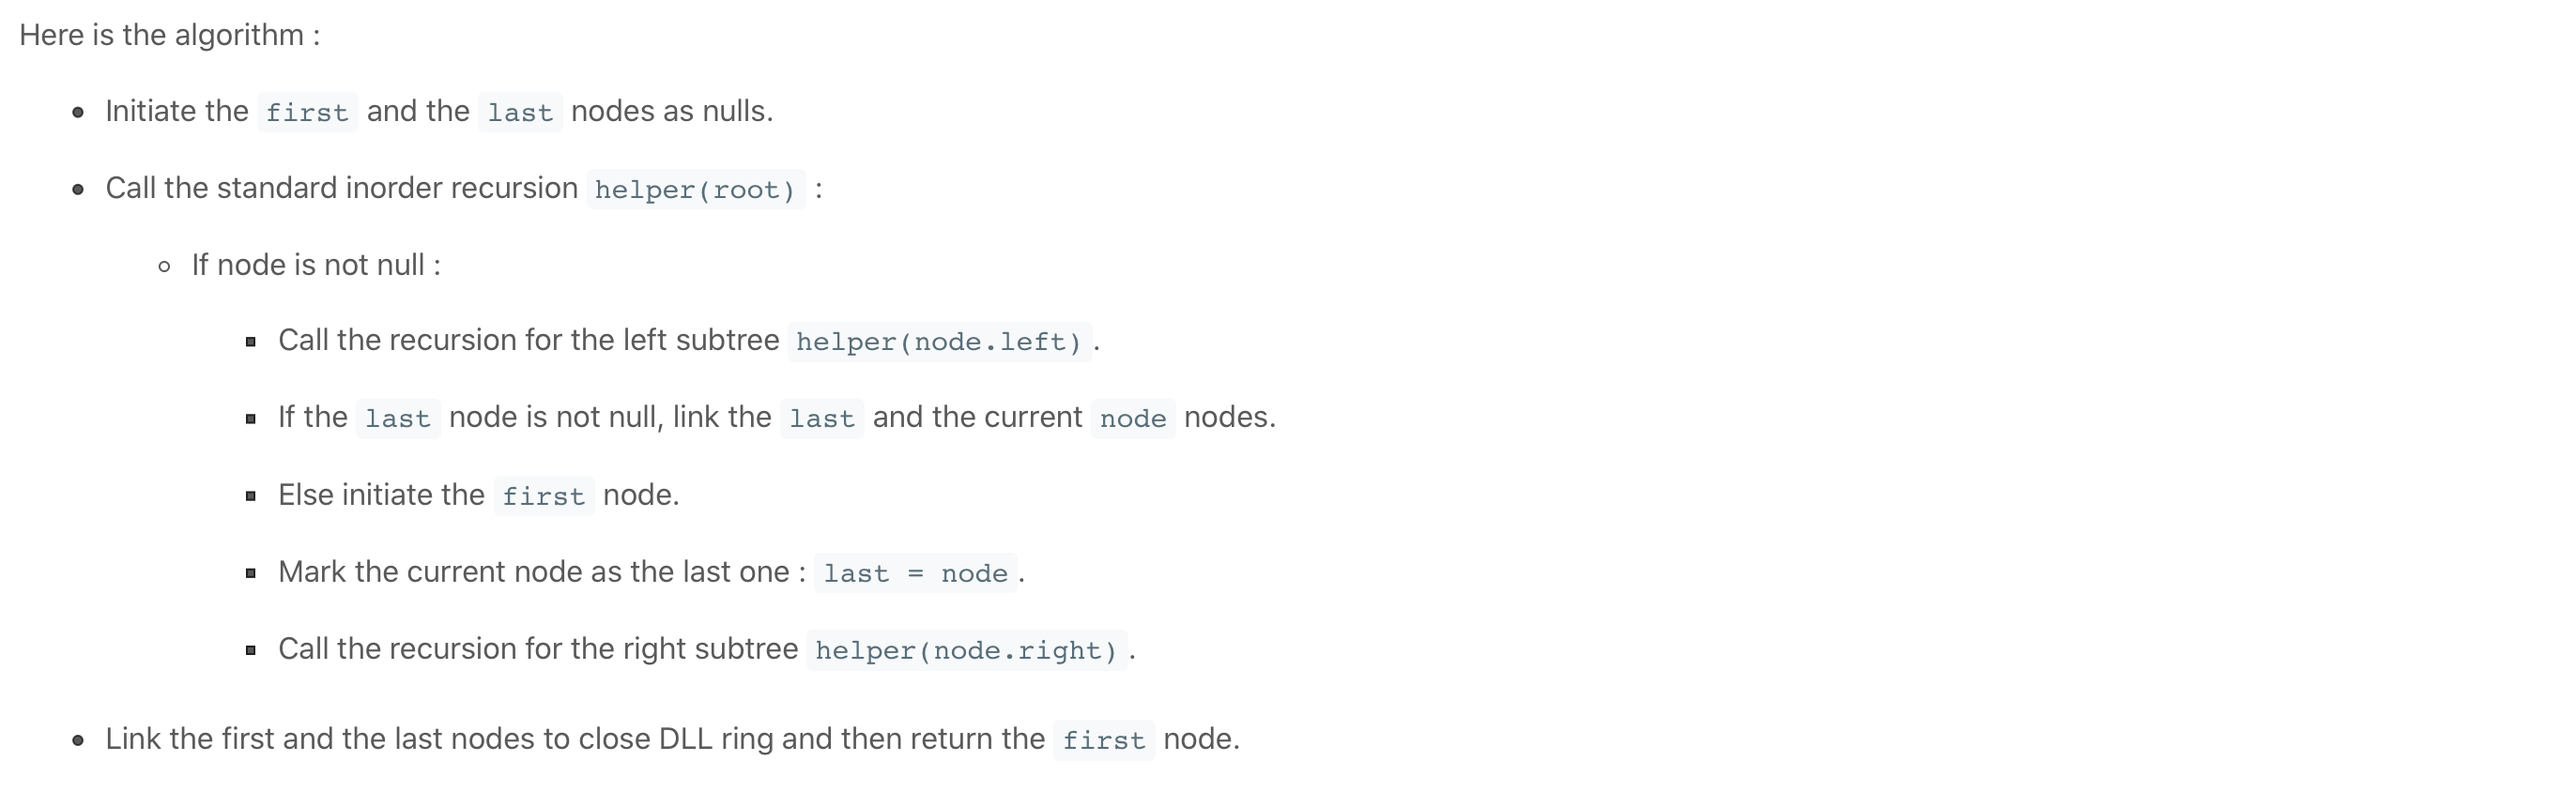 Here is the algorithm :
Initiate the first and the last nodes as nulls.
Call the standard inorder recursion helper(root) :
If node is not null :
Call the recursion for the left subtree helper(node.left).
If the last node is not null, link the last and the current node nodes.
Else initiate the first node.
Mark the current node as the last one : last = node.
Call the recursion for the right subtree helper(node.right).
Link the first and the last nodes to close DLL ring and then return the first node.